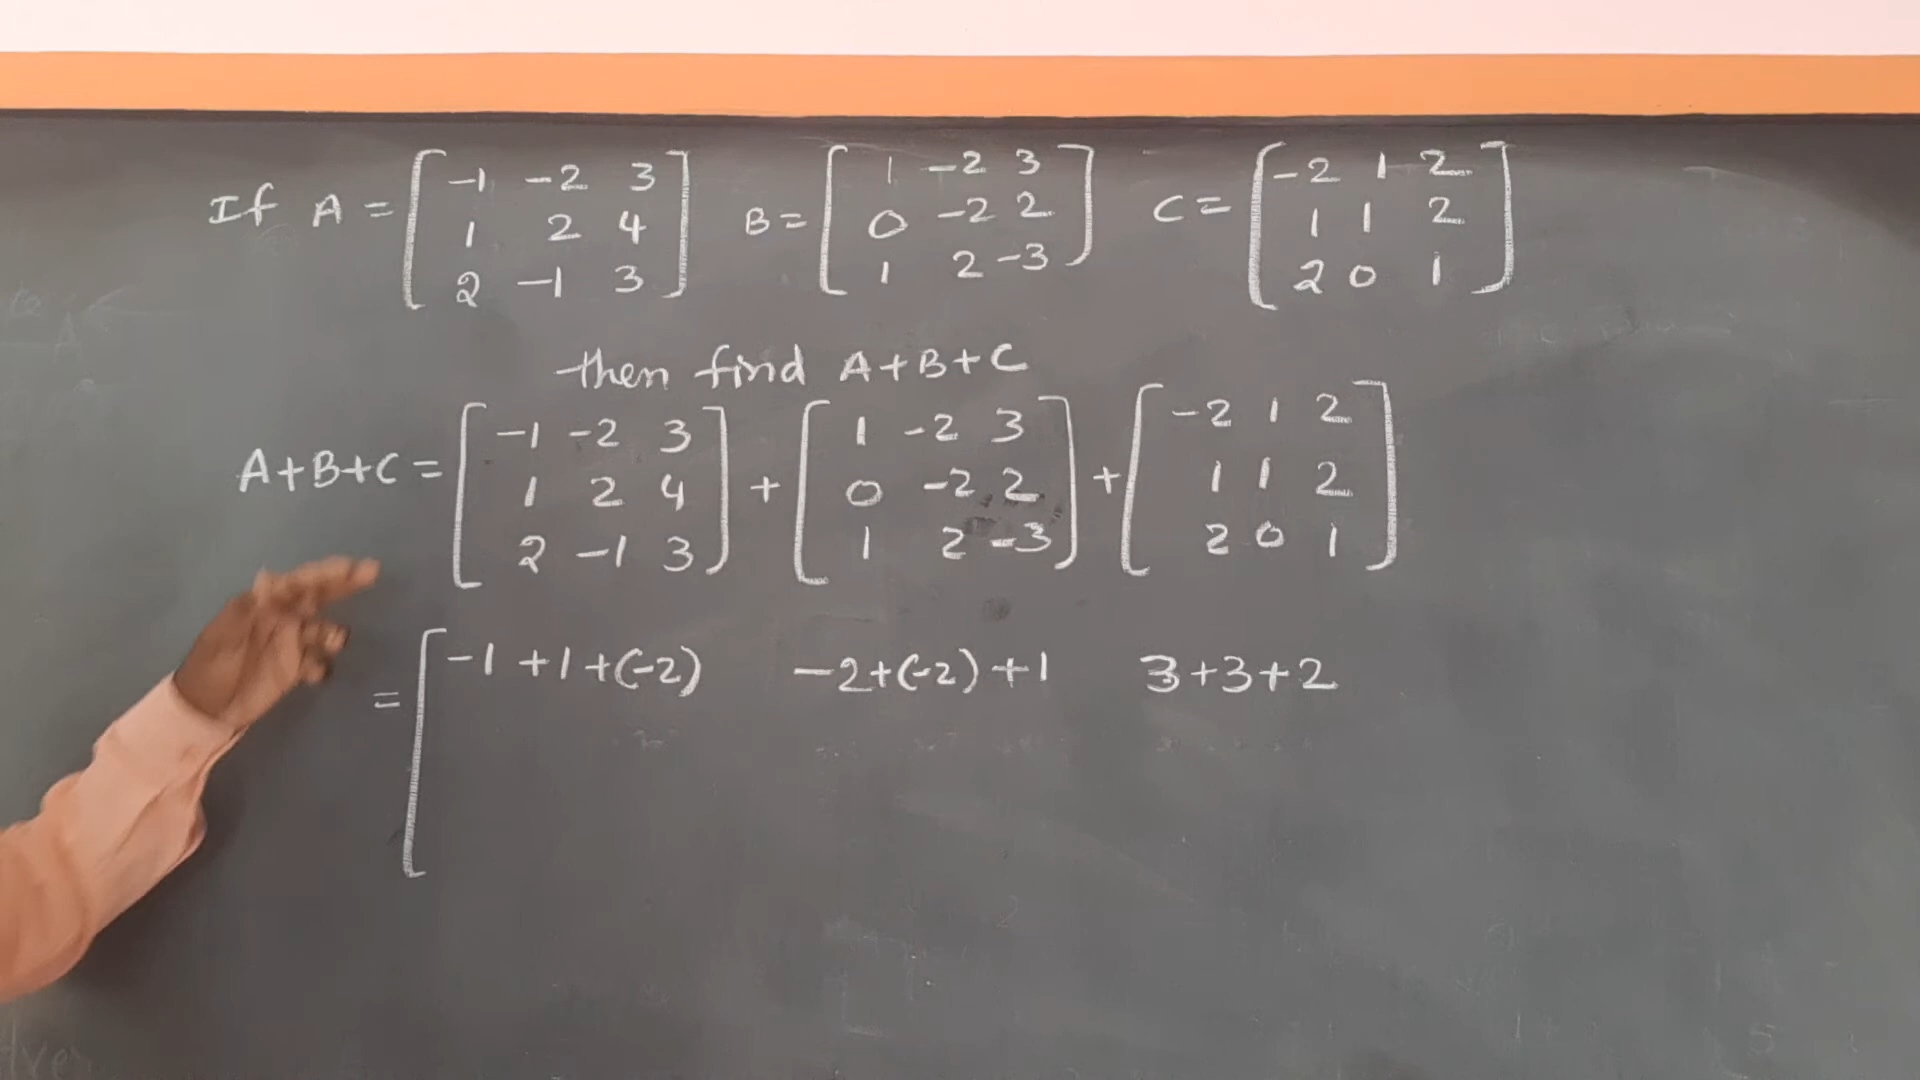 If A = [ -1 -2 3 ] B = [ 1 -2 3 ] C = [ -2 1 2 ]
1 2 4 0 -2 2 1 1 2
2 -1 3 1 2 -3 2 0 1
then find A+B+C
A+B+C = [ -1 -2 3 ] + [ 1 -2 3 ] + [ -2 1 2 ]
1 2 4 0 -2 2 1 1 2
2 -1 3 1 2 -3 2 0 1
= [ -1+1+(-2) -2+(-2)+1 3+3+2